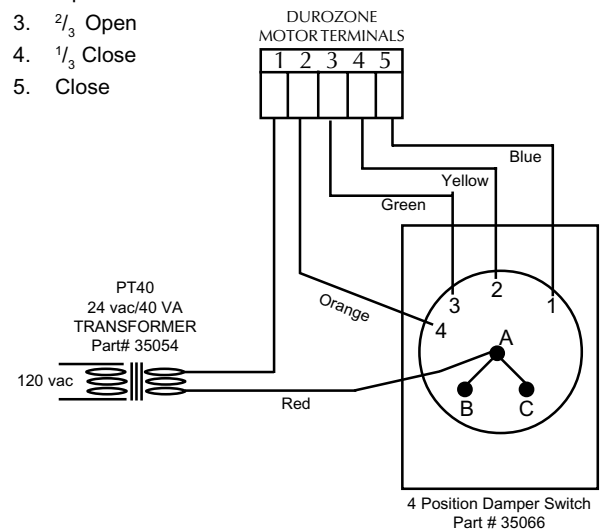 3. ²/₃ Open
4. ¹/₃ Close
5. Close
DUROZONE
MOTOR TERMINALS
1 2 3 4 5
Blue
Yellow
Green
Orange
PT40
24 vac/40 VA
TRANSFORMER
Part# 35054
120 vac
Red
4
3
2
1
A
B
C
4 Position Damper Switch
Part # 35066